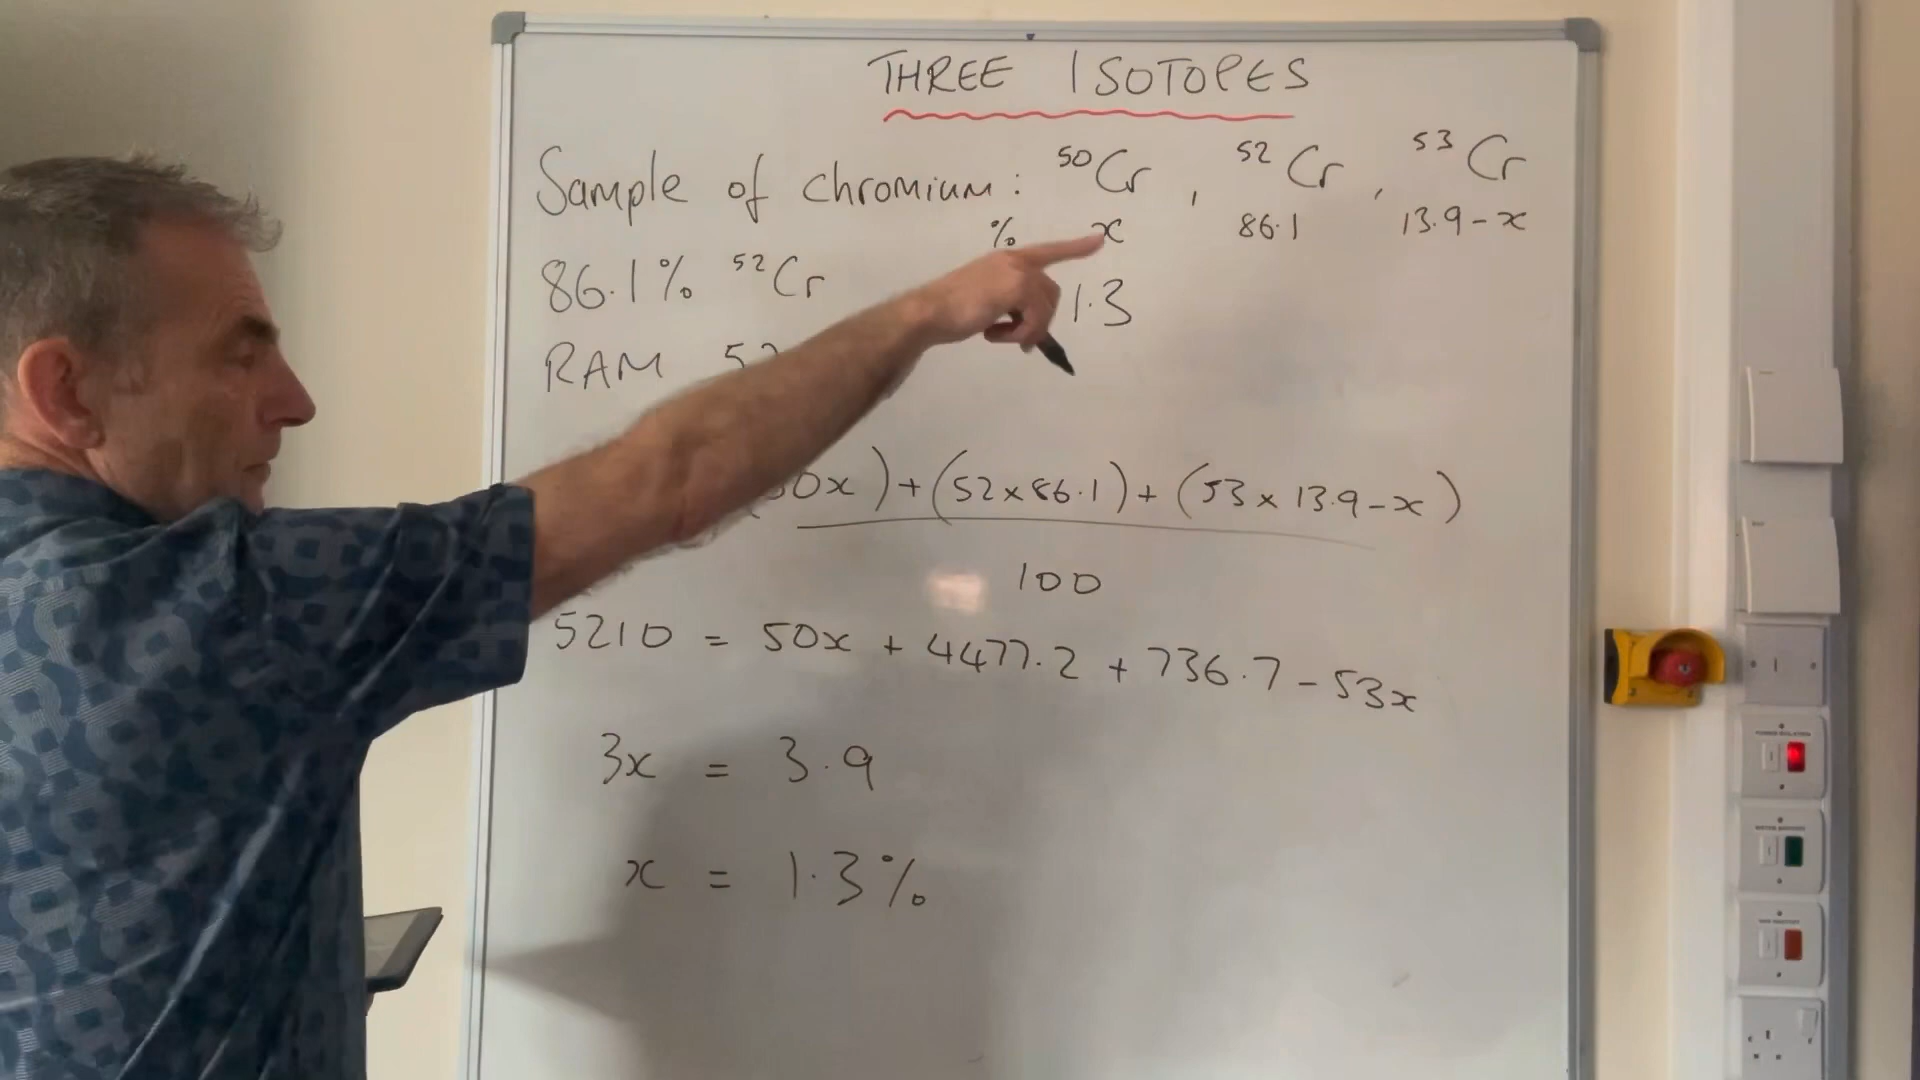 THREE ISOTOPES
Sample of chromium: ⁵⁰Cr, ⁵²Cr, ⁵³Cr
% x 86.1 13.9-x
86.1% ⁵²Cr
1.3
RAM
0x)+(52x86.1)+(53x13.9-x)
100
5210 = 50x + 4477.2 + 736.7 - 53x
3x = 3.9
x = 1.3%